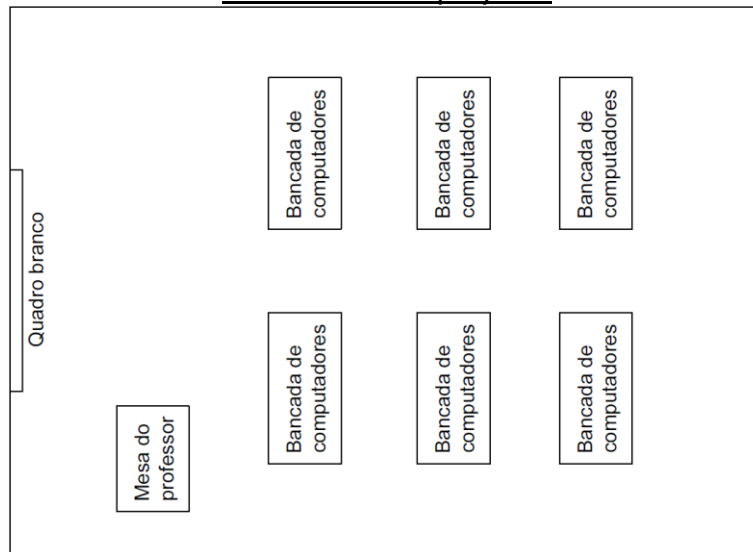 Quadro branco
Mesa do
professor
Bancada de
computadores
Bancada de
computadores
Bancada de
computadores
Bancada de
computadores
Bancada de
computadores
Bancada de
computadores